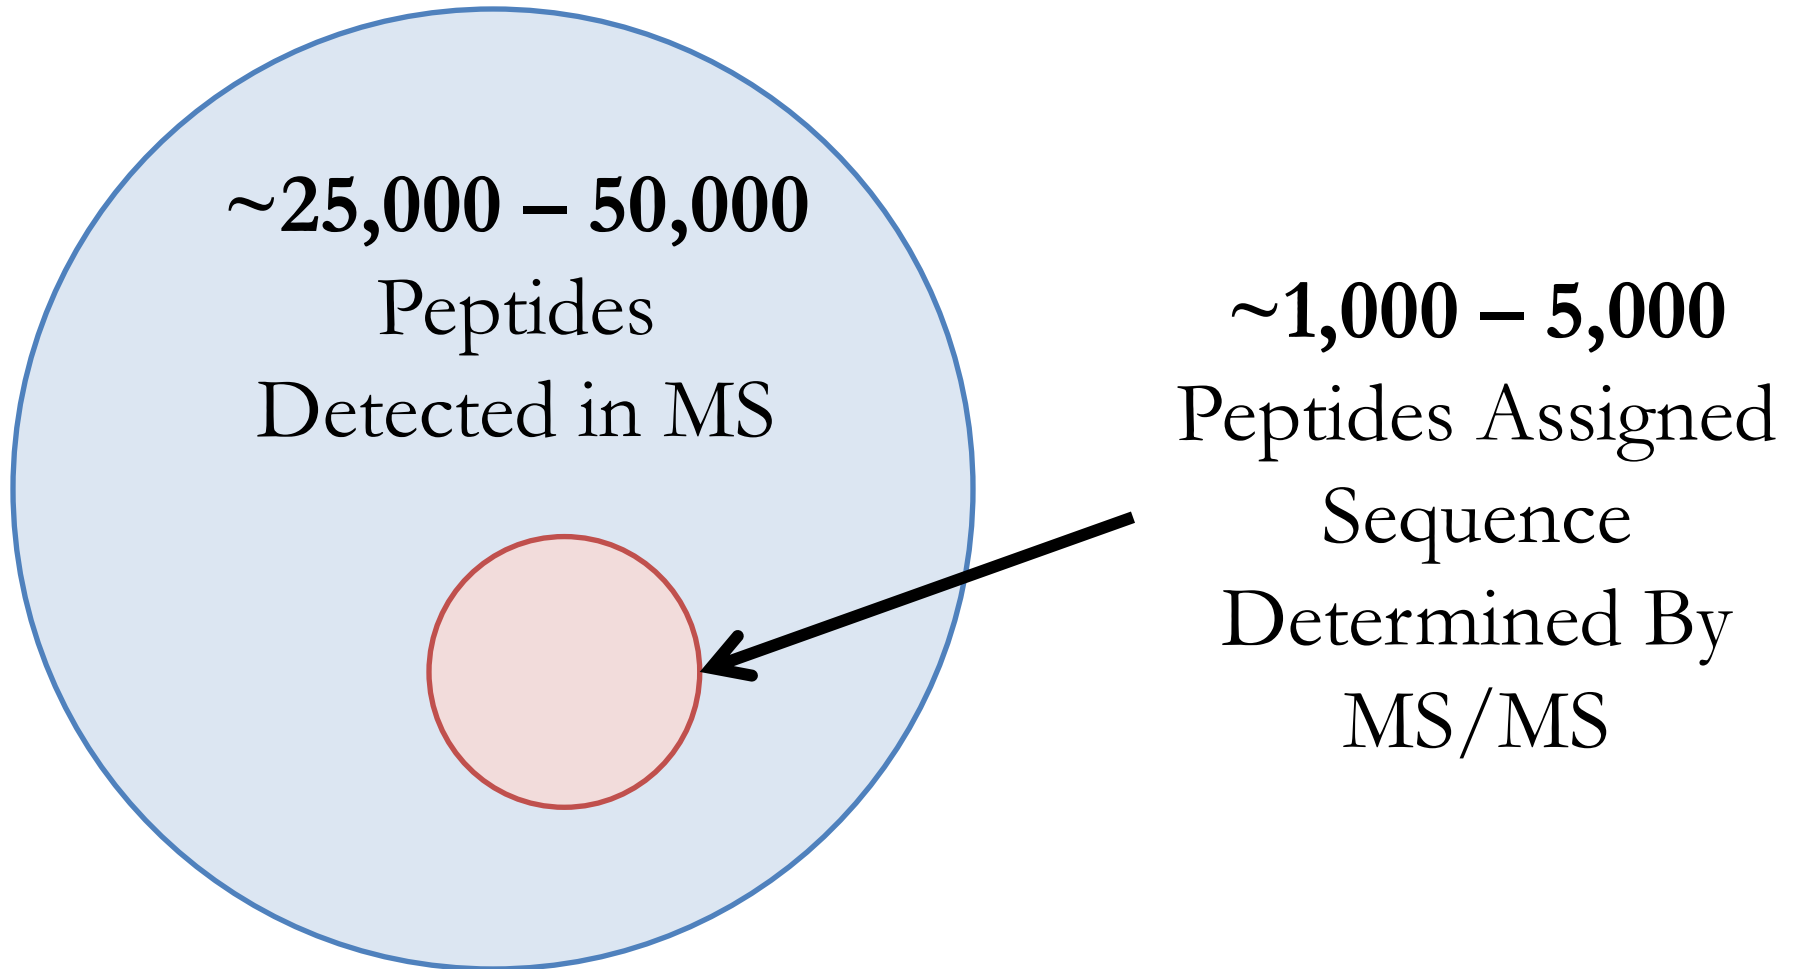 ~25,000 – 50,000
Peptides
Detected in MS
~1,000 – 5,000
Peptides Assigned
Sequence
Determined By
MS/MS